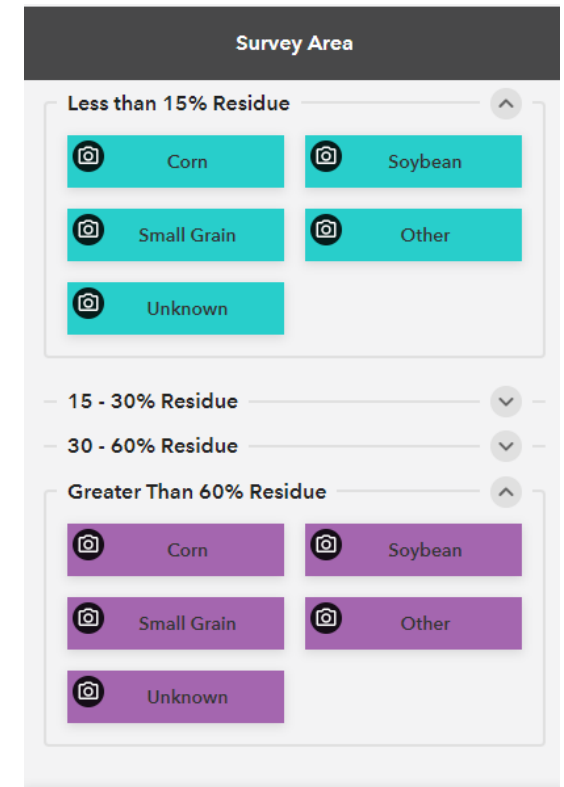 Survey Area
Less than 15% Residue
Corn Soybean
Small Grain Other
Unknown
15 - 30% Residue
30 - 60% Residue
Greater Than 60% Residue
Corn Soybean
Small Grain Other
Unknown